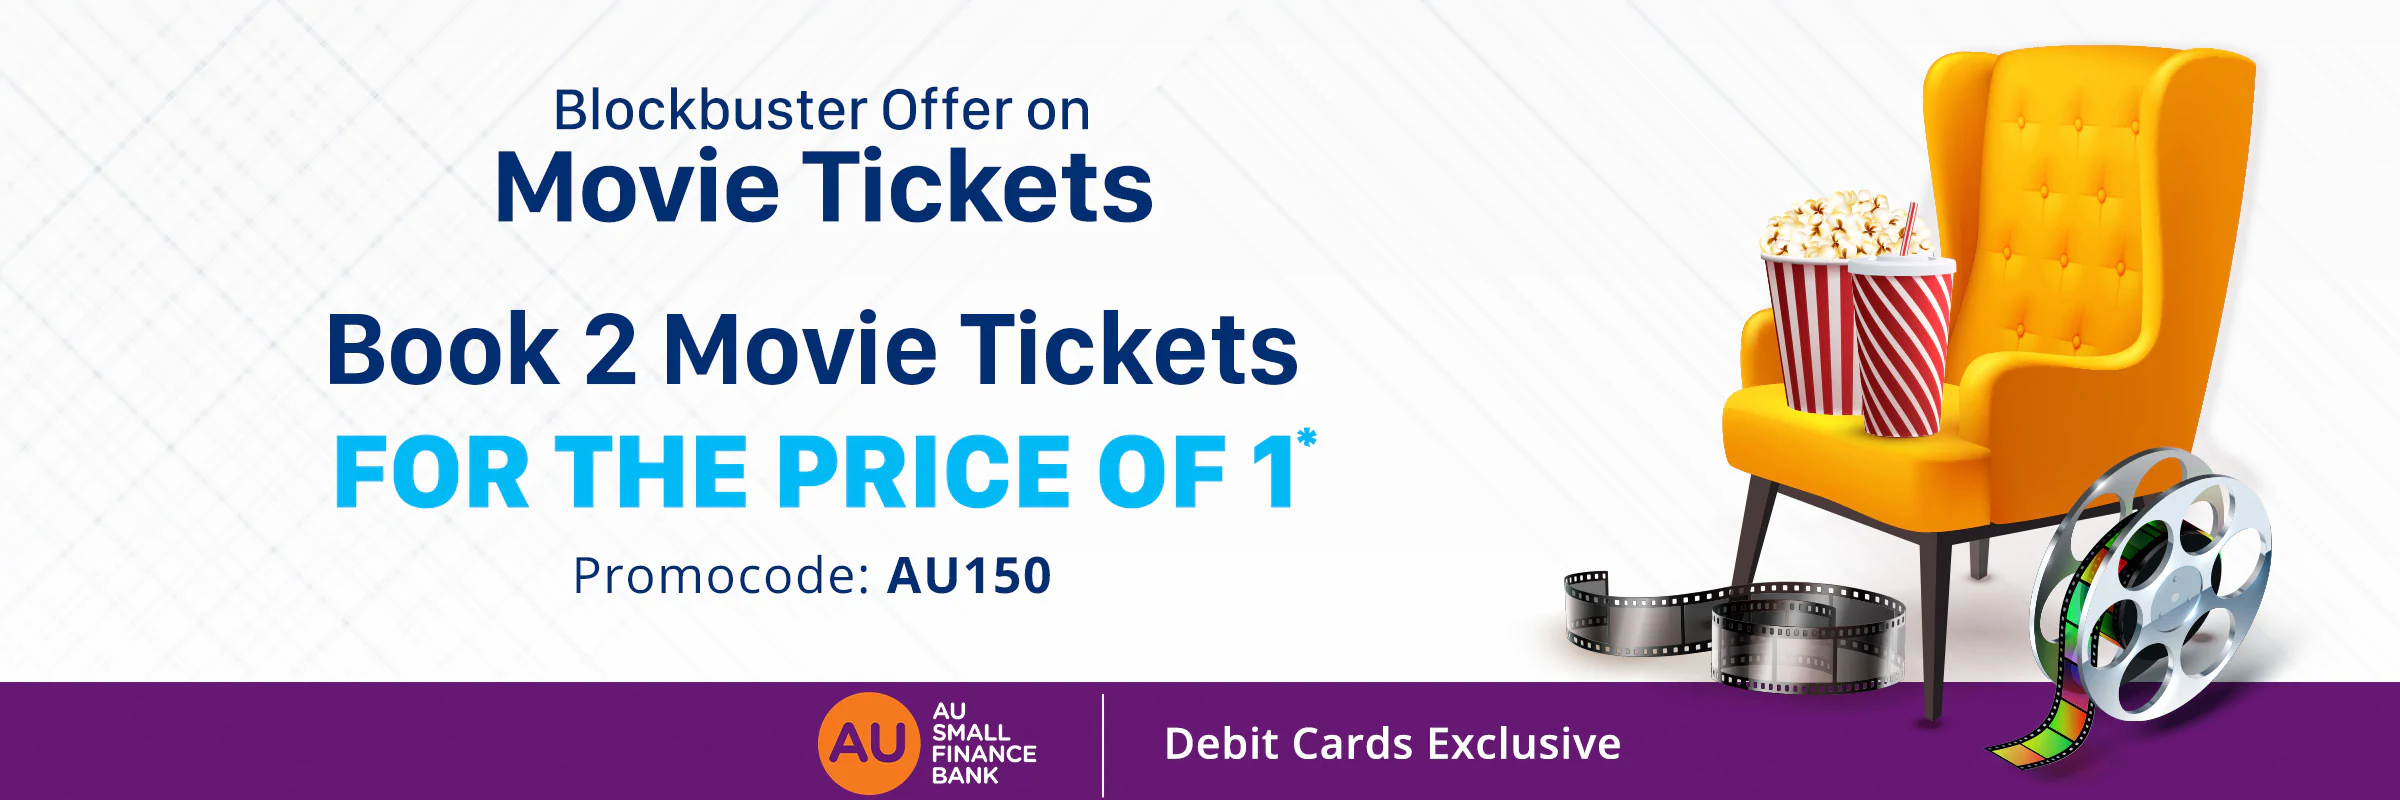 Blockbuster Offer on
Movie Tickets
Book 2 Movie Tickets
FOR THE PRICE OF 1*
Promocode: AU150
AU
AU
SMALL
FINANCE
BANK
Debit Cards Exclusive